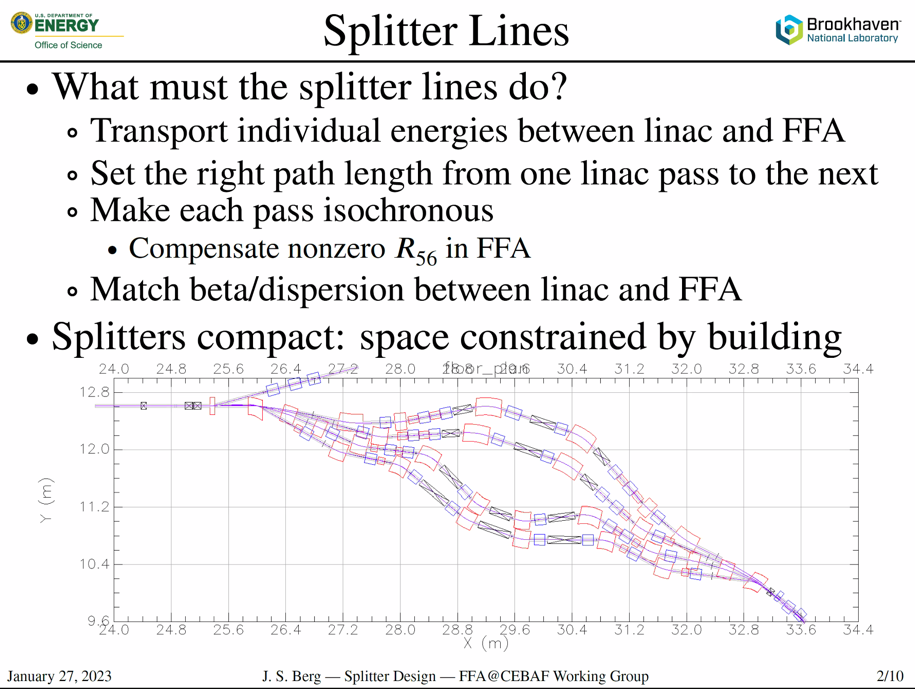 U.S. DEPARTMENT OF
ENERGY
Office of Science
Splitter Lines
Brookhaven
National Laboratory
• What must the splitter lines do?
∘ Transport individual energies between linac and FFA
∘ Set the right path length from one linac pass to the next
∘ Make each pass isochronous
• Compensate nonzero R56 in FFA
∘ Match beta/dispersion between linac and FFA
• Splitters compact: space constrained by building
floor_plan
24.0 24.8 25.6 26.4 27.2 28.0 28.8 29.6 30.4 31.2 32.0 32.8 33.6 34.4
12.8
12.0
11.2
10.4
9.6
Y (m)
24.0 24.8 25.6 26.4 27.2 28.0 28.8 29.6 30.4 31.2 32.0 32.8 33.6 34.4
X (m)
January 27, 2023
J. S. Berg — Splitter Design — FFA@CEBAF Working Group
2/10